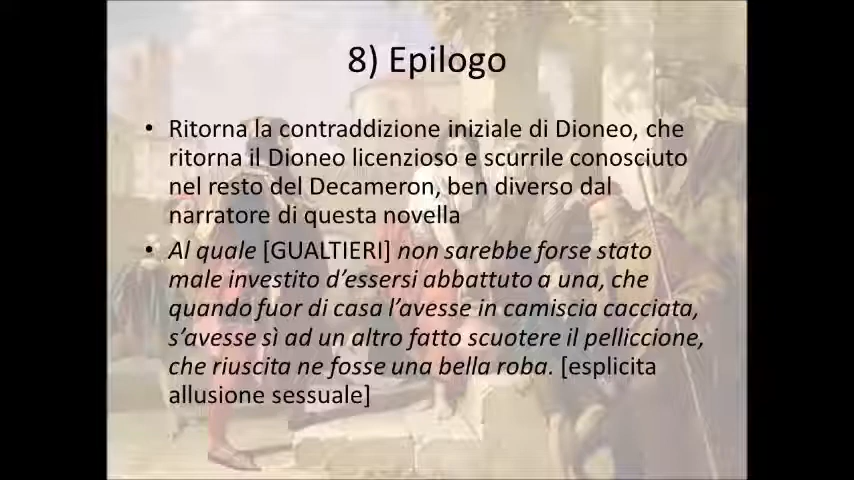 8) Epilogo
• Ritorna la contraddizione iniziale di Dioneo, che
ritorna il Dioneo licenzioso e scurrile conosciuto
nel resto del Decameron, ben diverso dal
narratore di questa novella
• Al quale [GUALTIERI] non sarebbe forse stato
male investito d’essersi abbattuto a una, che
quando fuor di casa l’avesse in camiscia cacciata,
s’avesse sì ad un altro fatto scuotere il pelliccione,
che riuscita ne fosse una bella roba. [esplicita
allusione sessuale]